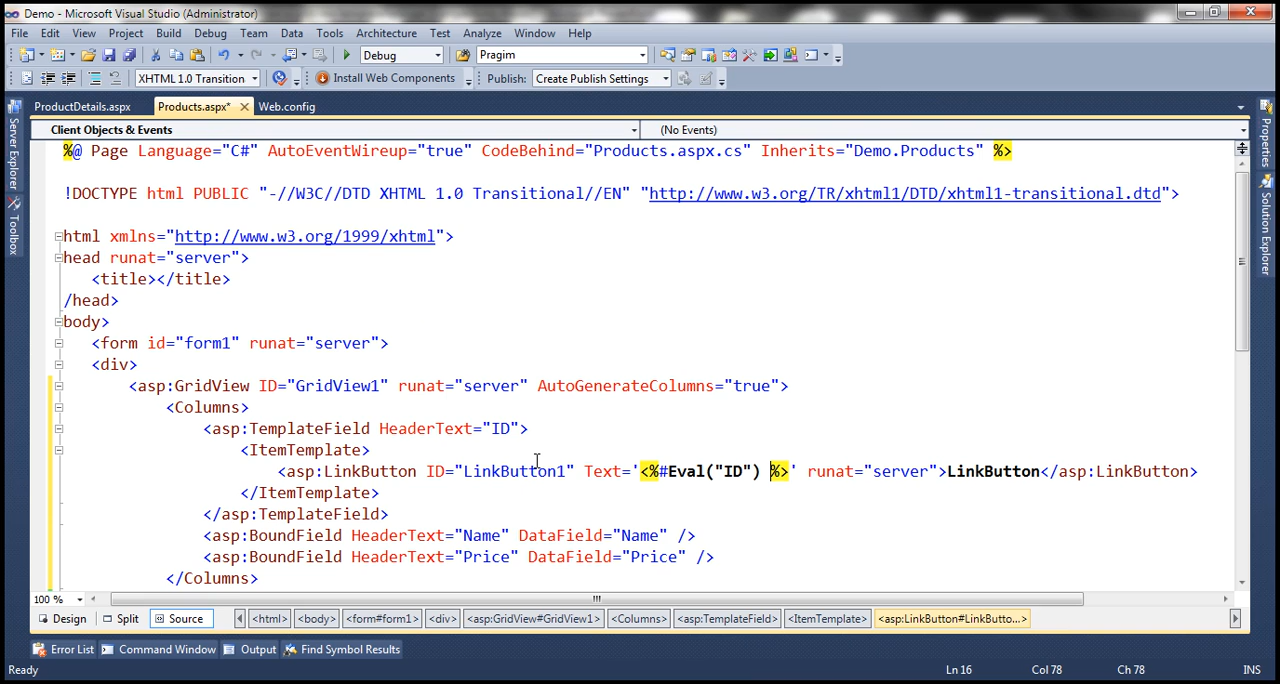 Demo - Microsoft Visual Studio (Administrator)
File Edit View Project Build Debug Team Data Tools Architecture Test Analyze Window Help
Debug Pragim
XHTML 1.0 Transition Install Web Components Publish: Create Publish Settings
ProductDetails.aspx Products.aspx* Web.config
Client Objects & Events (No Events)
%@ Page Language="C#" AutoEventWireup="true" CodeBehind="Products.aspx.cs" Inherits="Demo.Products" %>
!DOCTYPE html PUBLIC "-//W3C//DTD XHTML 1.0 Transitional//EN" "http://www.w3.org/TR/xhtml1/DTD/xhtml1-transitional.dtd">
html xmlns="http://www.w3.org/1999/xhtml">
head runat="server">
<title></title>
/head>
body>
<form id="form1" runat="server">
<div>
<asp:GridView ID="GridView1" runat="server" AutoGenerateColumns="true">
<Columns>
<asp:TemplateField HeaderText="ID">
<ItemTemplate>
<asp:LinkButton ID="LinkButton1" Text='<%#Eval("ID") %>' runat="server">LinkButton</asp:LinkButton>
</ItemTemplate>
</asp:TemplateField>
<asp:BoundField HeaderText="Name" DataField="Name" />
<asp:BoundField HeaderText="Price" DataField="Price" />
</Columns>
100 %
Design Split Source <html> <body> <form#form1> <div> <asp:GridView#GridView1> <Columns> <asp:TemplateField> <ItemTemplate> <asp:LinkButton#LinkButto...>
Error List Command Window Output Find Symbol Results
Ready Ln 16 Col 78 Ch 78 INS
Server Explorer
Toolbox
Properties
Solution Explorer